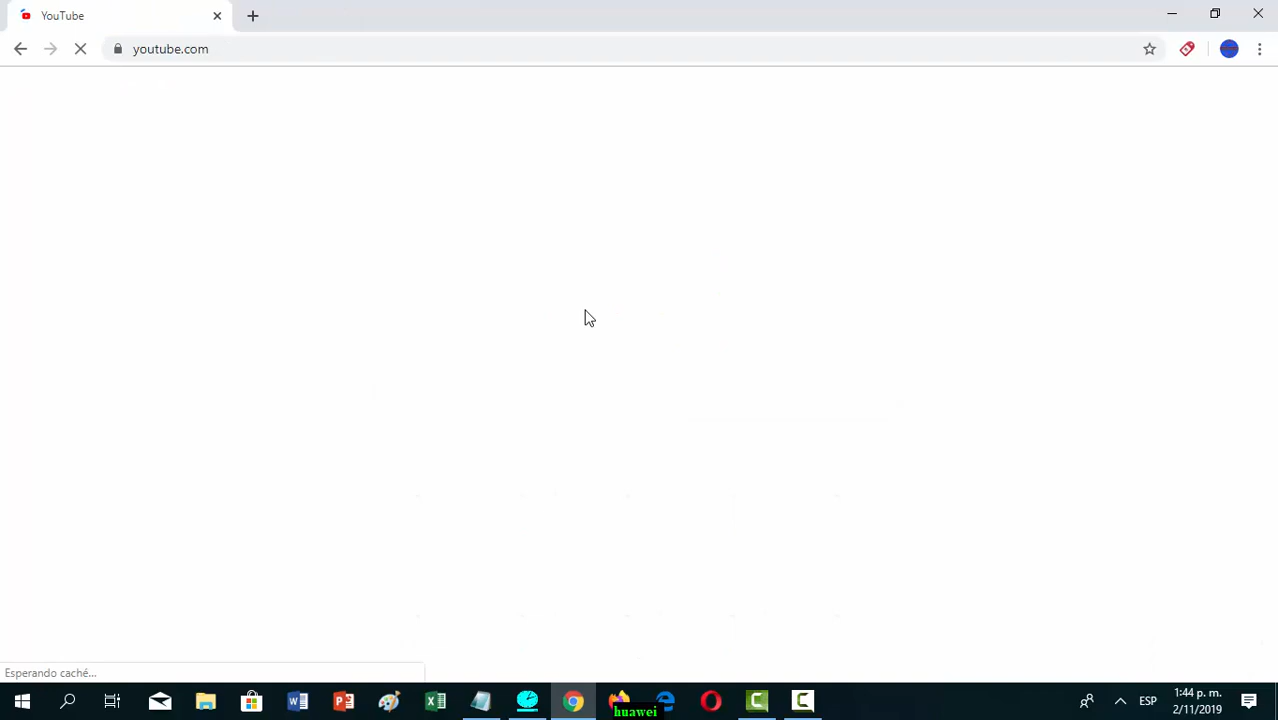 YouTube
youtube.com
Esperando caché...
ESP
1:44 p. m.
2/11/2019
huawei